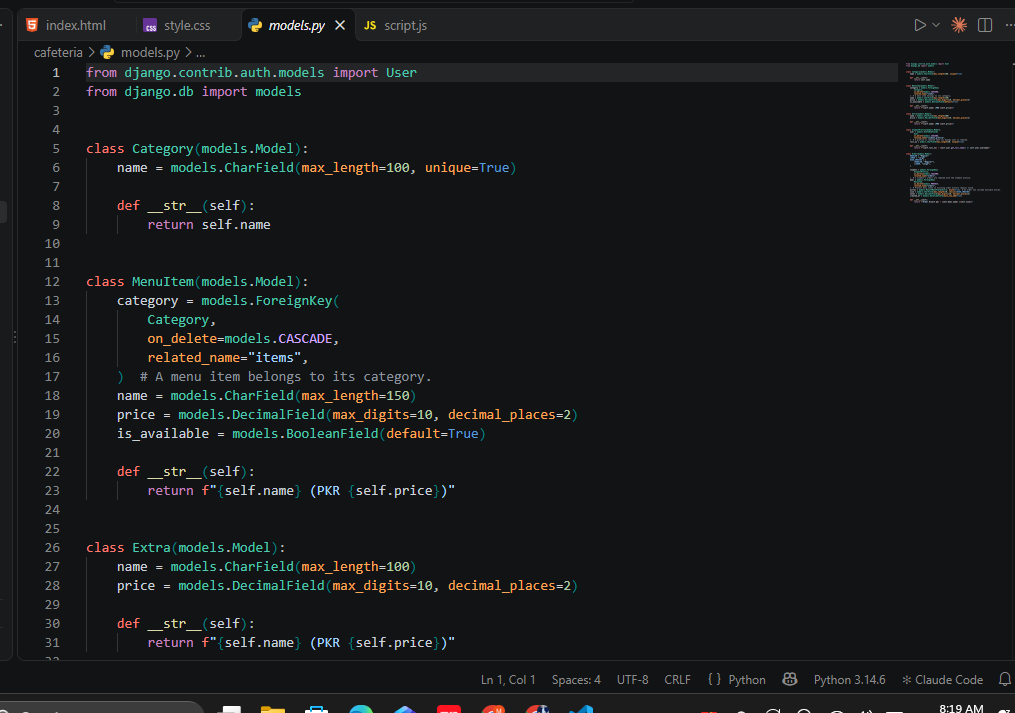 index.html
style.css
models.py
script.js
cafeteria > models.py > ...
1 from django.contrib.auth.models import User
2 from django.db import models
3
4
5 class Category(models.Model):
6     name = models.CharField(max_length=100, unique=True)
7
8     def __str__(self):
9         return self.name
10
11
12 class MenuItem(models.Model):
13     category = models.ForeignKey(
14         Category,
15         on_delete=models.CASCADE,
16         related_name="items",
17     )  # A menu item belongs to its category.
18     name = models.CharField(max_length=150)
19     price = models.DecimalField(max_digits=10, decimal_places=2)
20     is_available = models.BooleanField(default=True)
21
22     def __str__(self):
23         return f"{self.name} (PKR {self.price})"
24
25
26 class Extra(models.Model):
27     name = models.CharField(max_length=100)
28     price = models.DecimalField(max_digits=10, decimal_places=2)
29
30     def __str__(self):
31         return f"{self.name} (PKR {self.price})"
Ln 1, Col 1 Spaces: 4 UTF-8 CRLF { } Python Python 3.14.6 Claude Code
8:19 AM